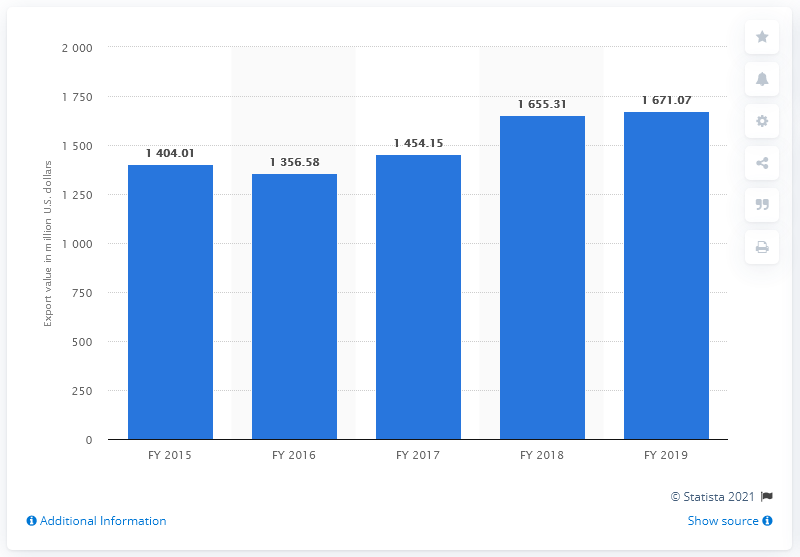 2 000
1 750
1 500
1 250
1 000
750
500
250
0
Export value in million U.S. dollars
1 404.01
1 356.58
1 454.15
1 655.31
1 671.07
FY 2015
FY 2016
FY 2017
FY 2018
FY 2019
© Statista 2021
Additional Information
Show source